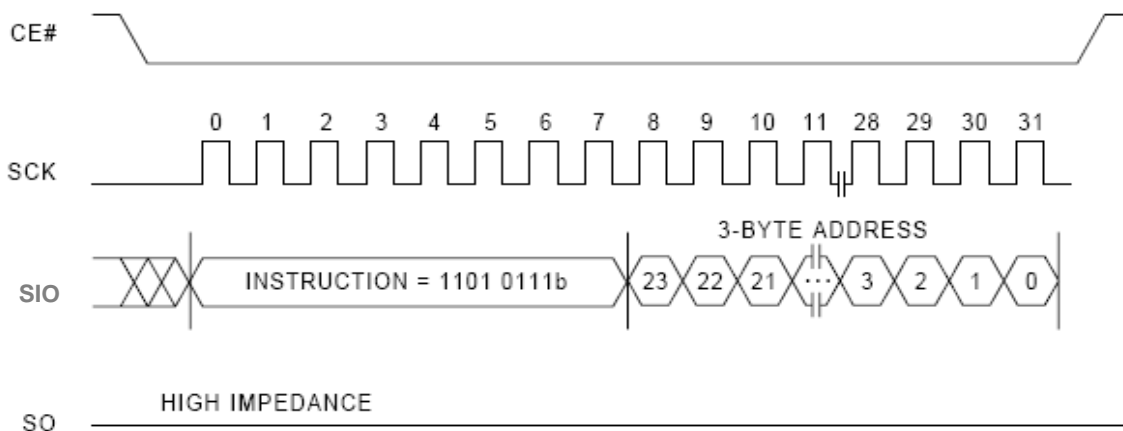 CE#
0 1 2 3 4 5 6 7 8 9 10 11 28 29 30 31
SCK
3-BYTE ADDRESS
SIO
INSTRUCTION = 1101 0111b
23 22 21 ... 3 2 1 0
HIGH IMPEDANCE
SO